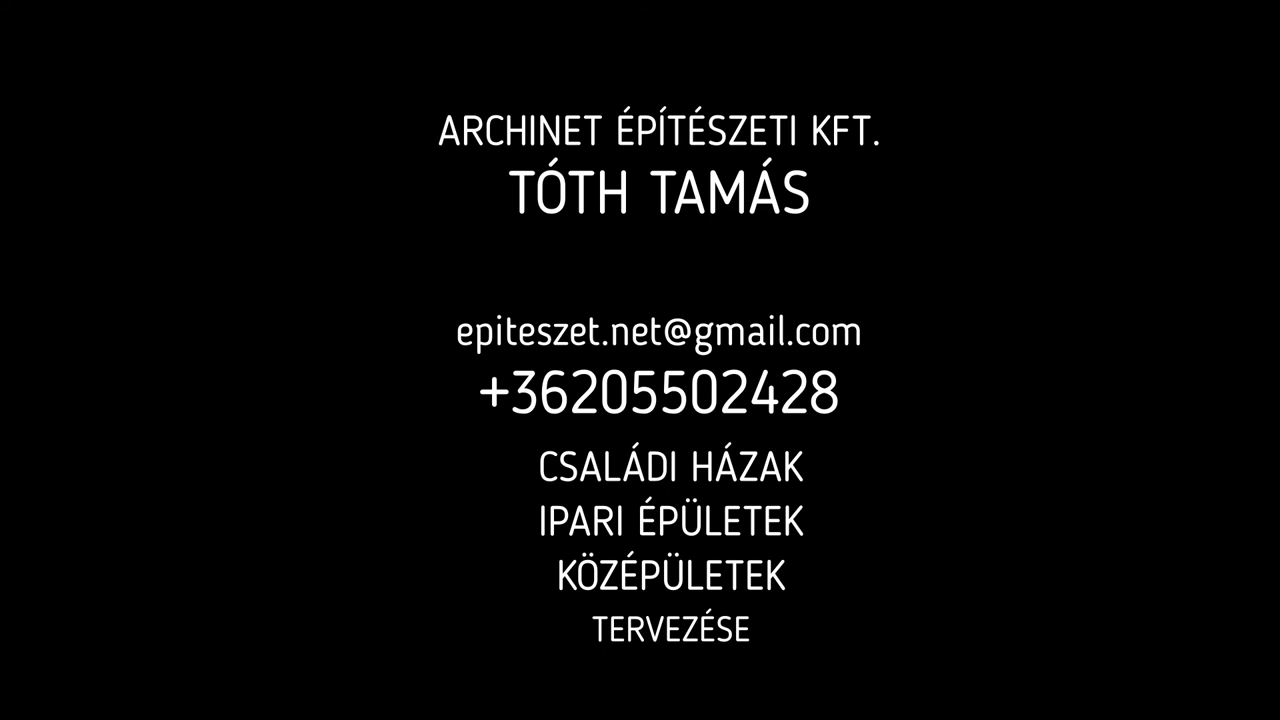 ARCHINET ÉPÍTÉSZETI KFT.
TÓTH TAMÁS
epiteszet.net@gmail.com
+36205502428
CSALÁDI HÁZAK
IPARI ÉPÜLETEK
KÖZÉPÜLETEK
TERVEZÉSE